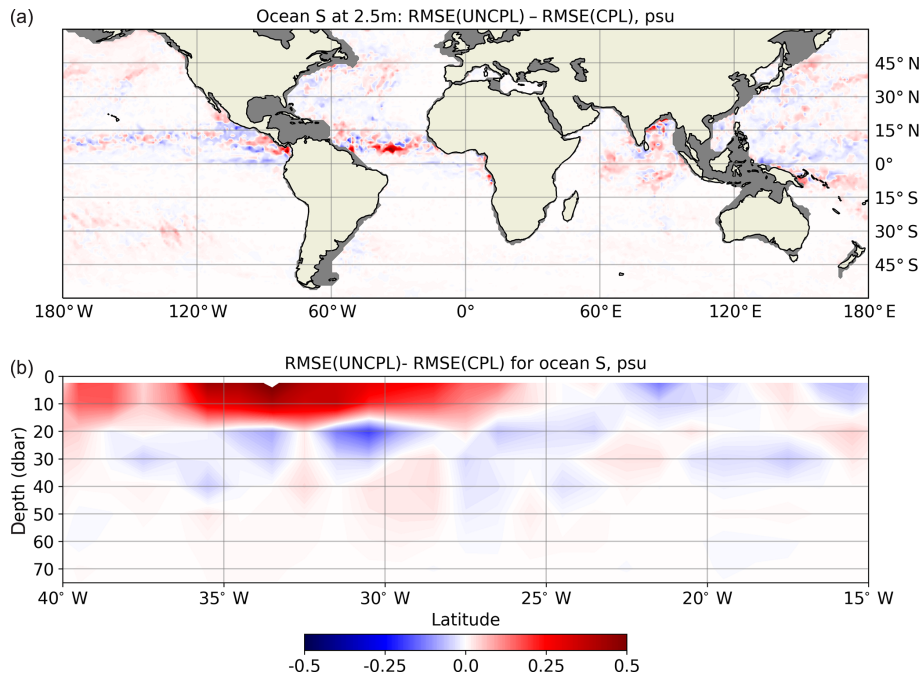 (a)
Ocean S at 2.5m: RMSE(UNCPL) – RMSE(CPL), psu
45° N
30° N
15° N
0°
15° S
30° S
45° S
180° W 120° W 60° W 0° 60° E 120° E 180° E
(b)
RMSE(UNCPL)- RMSE(CPL) for ocean S, psu
0
10
20
30
40
50
60
70
Depth (dbar)
40° W 35° W 30° W 25° W 20° W 15° W
Latitude
-0.5 -0.25 0.0 0.25 0.5